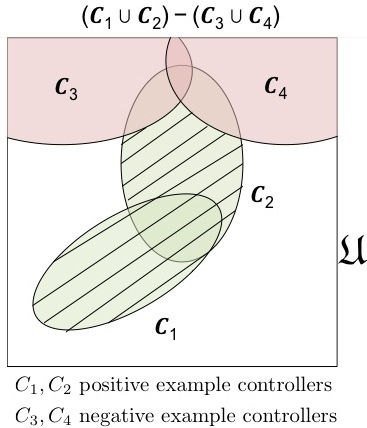 (C₁ ∪ C₂) − (C₃ ∪ C₄)
C₃
C₄
C₂
𝔘
C₁
C₁, C₂ positive example controllers
C₃, C₄ negative example controllers